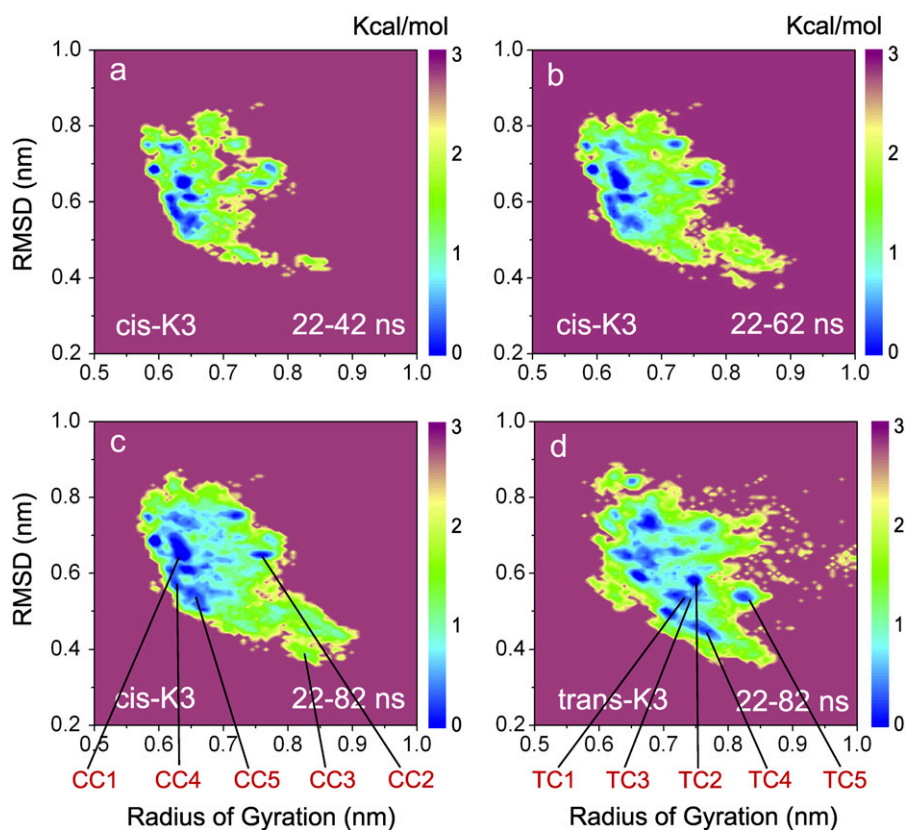 Kcal/mol
Kcal/mol
1.0
0.8
0.6
0.4
0.2
RMSD (nm)
a
cis-K3 22-42 ns
0.5 0.6 0.7 0.8 0.9 1.0
3
2
1
0
1.0
0.8
0.6
0.4
0.2
b
cis-K3 22-62 ns
0.5 0.6 0.7 0.8 0.9 1.0
3
2
1
0
1.0
0.8
0.6
0.4
0.2
RMSD (nm)
c
cis-K3 22-82 ns
0.5 0.6 0.7 0.8 0.9 1.0
3
2
1
0
CC1 CC4 CC5 CC3 CC2
Radius of Gyration (nm)
1.0
0.8
0.6
0.4
0.2
d
trans-K3 22-82 ns
0.5 0.6 0.7 0.8 0.9 1.0
3
2
1
0
TC1 TC3 TC2 TC4 TC5
Radius of Gyration (nm)